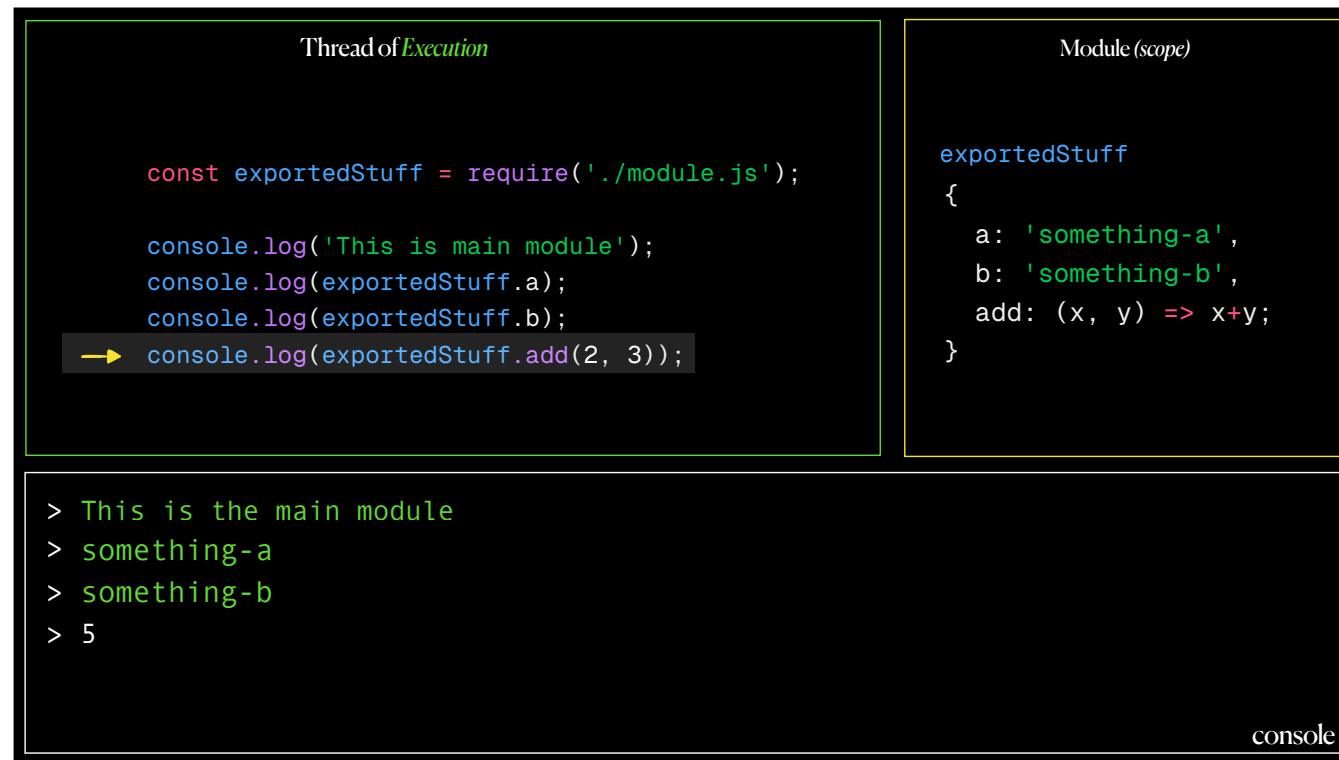 Thread of Execution
const exportedStuff = require('./module.js');
console.log('This is main module');
console.log(exportedStuff.a);
console.log(exportedStuff.b);
console.log(exportedStuff.add(2, 3));
Module (scope)
exportedStuff
{
a: 'something-a',
b: 'something-b',
add: (x, y) => x+y;
}
> This is the main module
> something-a
> something-b
> 5
console